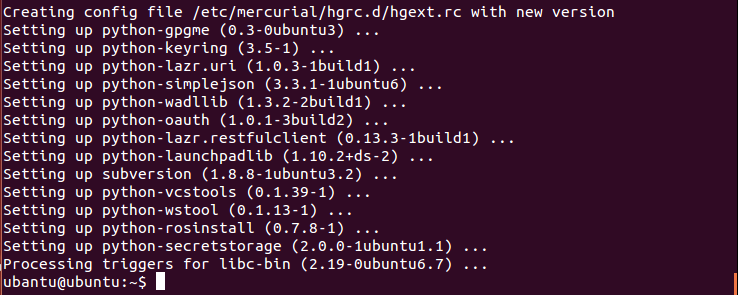 Creating config file /etc/mercurial/hgrc.d/hgext.rc with new version
Setting up python-gpgme (0.3-0ubuntu3) ...
Setting up python-keyring (3.5-1) ...
Setting up python-lazr.uri (1.0.3-1build1) ...
Setting up python-simplejson (3.3.1-1ubuntu6) ...
Setting up python-wadllib (1.3.2-2build1) ...
Setting up python-oauth (1.0.1-3build2) ...
Setting up python-lazr.restfulclient (0.13.3-1build1) ...
Setting up python-launchpadlib (1.10.2+ds-2) ...
Setting up subversion (1.8.8-1ubuntu3.2) ...
Setting up python-vcstools (0.1.39-1) ...
Setting up python-wstool (0.1.13-1) ...
Setting up python-rosinstall (0.7.8-1) ...
Setting up python-secretstorage (2.0.0-1ubuntu1.1) ...
Processing triggers for libc-bin (2.19-0ubuntu6.7) ...
ubantu@ubuntu:~$